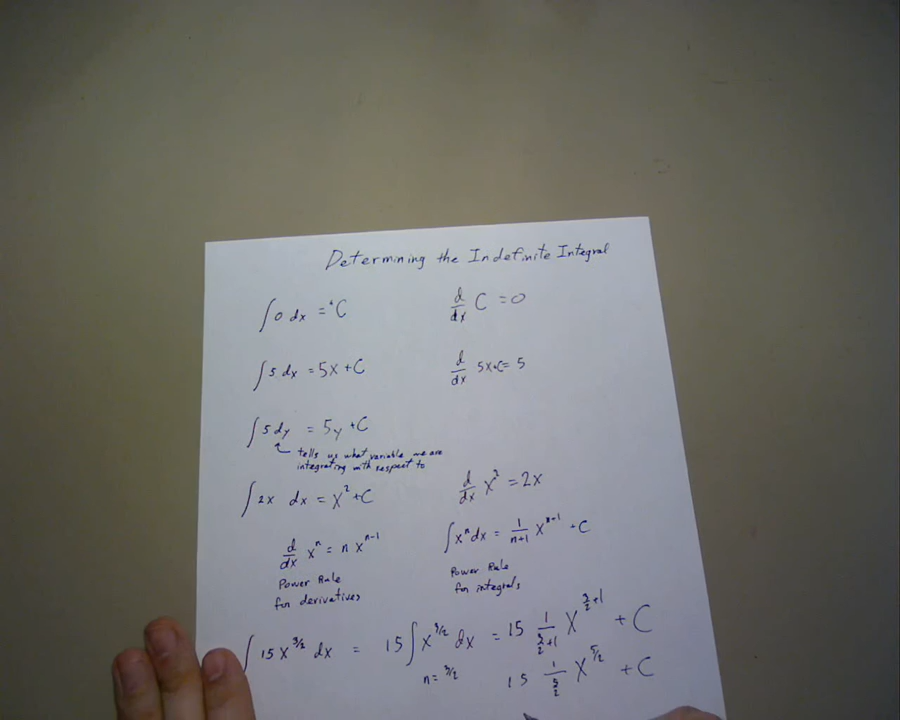 Determining the Indefinite Integral
∫0 dx = C    d/dx C = 0
∫5 dx = 5x + C    d/dx 5x+C = 5
∫5 dy = 5y + C
tells us what variable we are
integrating with respect to
∫2x dx = x² + C    d/dx x² = 2x
d/dx xⁿ = n xⁿ⁻¹    ∫xⁿ dx = 1/(n+1) xⁿ⁺¹ + C
Power Rule    Power Rule
for derivatives    for integrals
∫15x^(3/2) dx = 15∫x^(3/2) dx = 15 1/(3/2+1) x^(3/2+1) + C
n = 3/2    15 1/(5/2) x^(5/2) + C